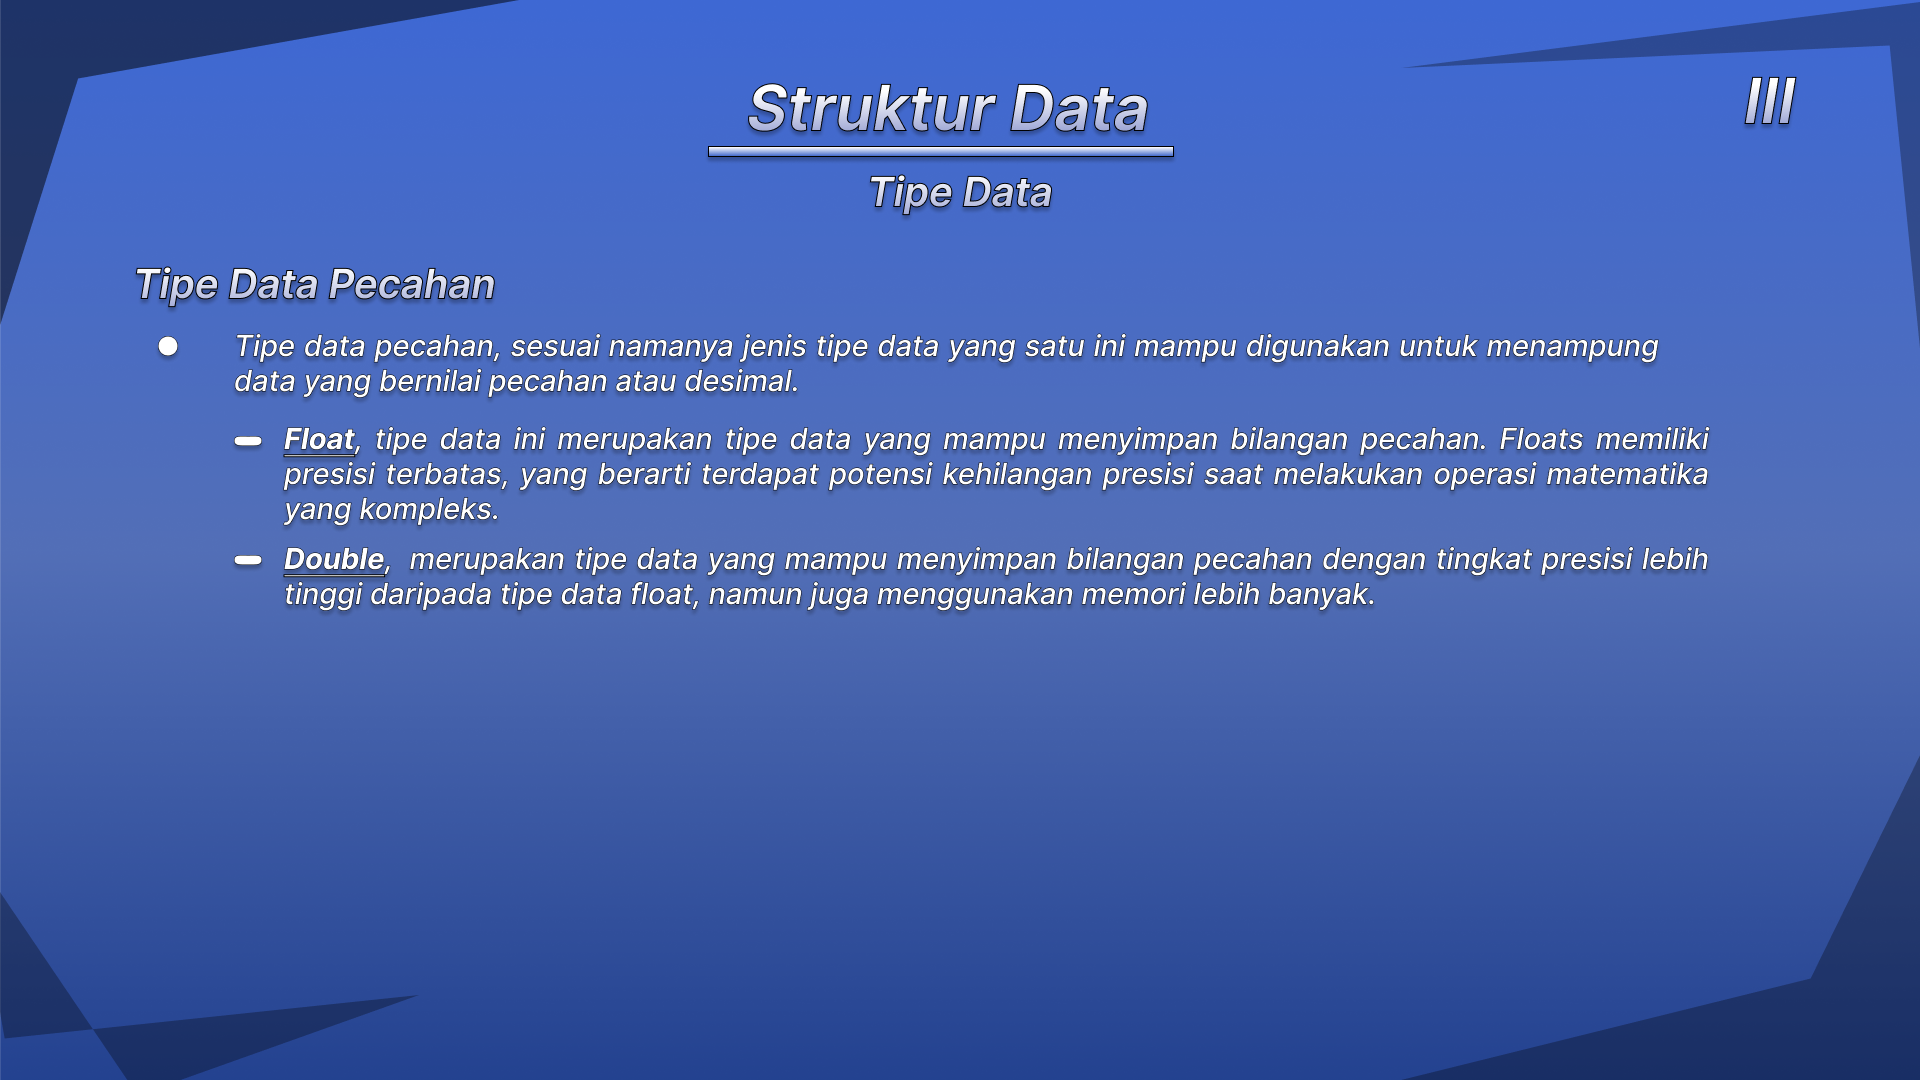 Struktur Data
III
Tipe Data
Tipe Data Pecahan
Tipe data pecahan, sesuai namanya jenis tipe data yang satu ini mampu digunakan untuk menampung
data yang bernilai pecahan atau desimal.
Float, tipe data ini merupakan tipe data yang mampu menyimpan bilangan pecahan. Floats memiliki
presisi terbatas, yang berarti terdapat potensi kehilangan presisi saat melakukan operasi matematika
yang kompleks.
Double, merupakan tipe data yang mampu menyimpan bilangan pecahan dengan tingkat presisi lebih
tinggi daripada tipe data float, namun juga menggunakan memori lebih banyak.